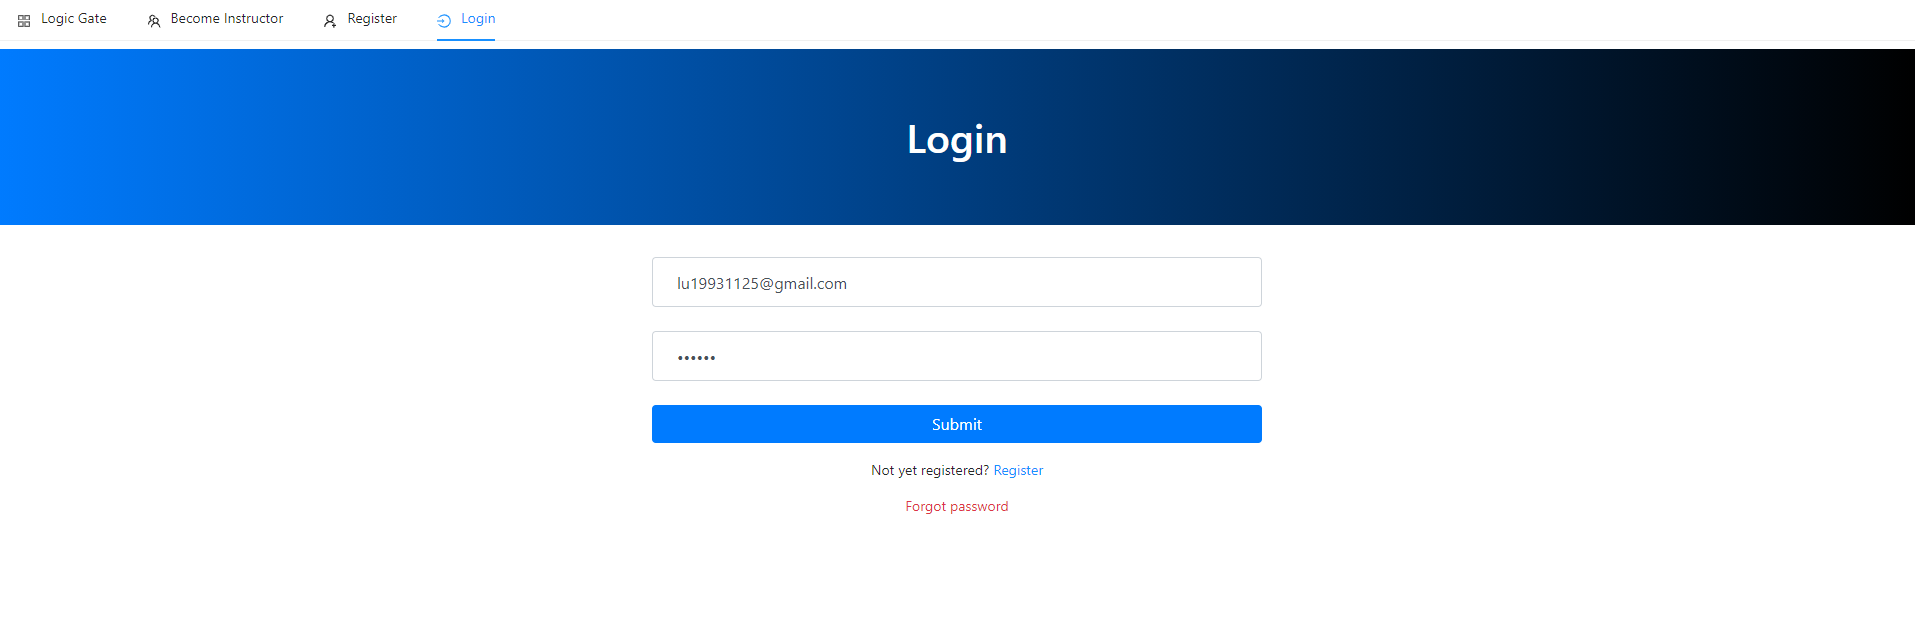 Logic Gate Become Instructor Register Login
Login
lu19931125@gmail.com
••••••
Submit
Not yet registered? Register
Forgot password